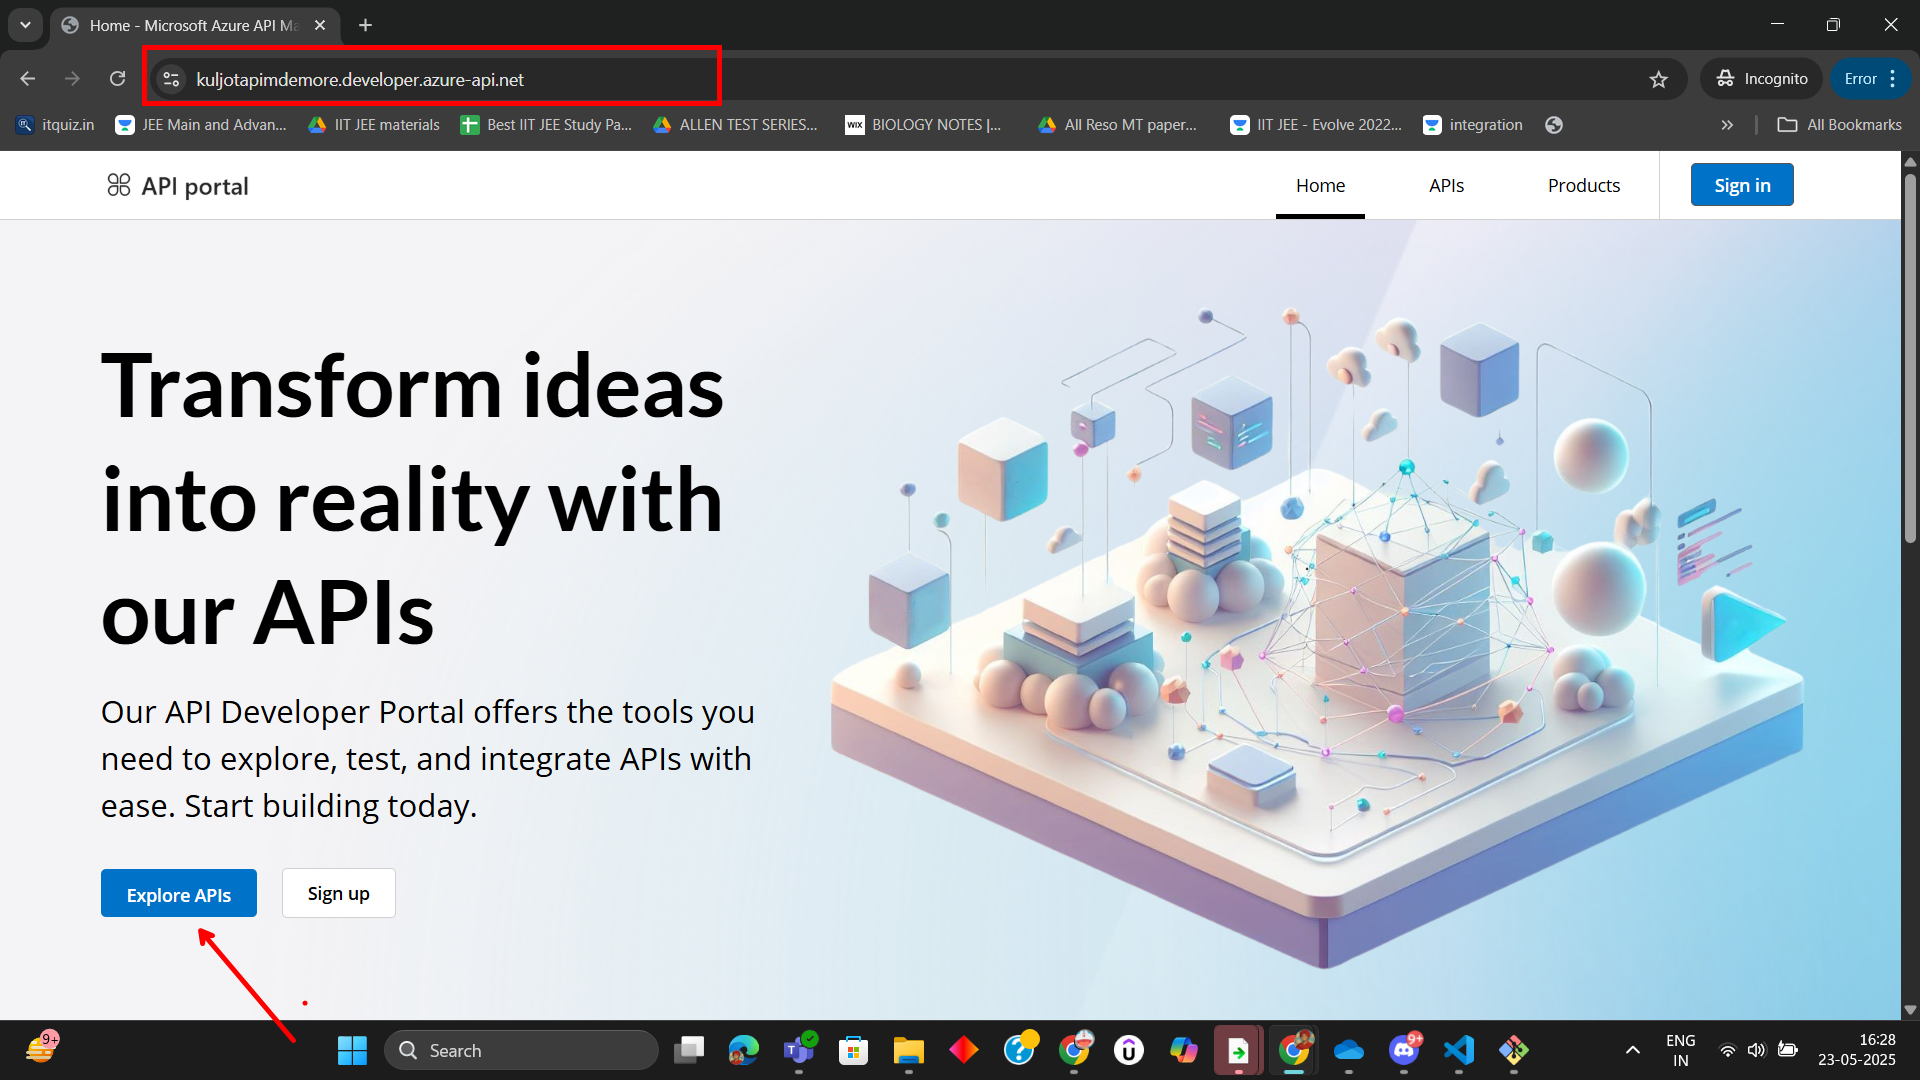 Home - Microsoft Azure API Ma
kuljotapimdemore.developer.azure-api.net
Incognito
Error
itquiz.in
JEE Main and Advan...
IIT JEE materials
Best IIT JEE Study Pa...
ALLEN TEST SERIES...
WIX
BIOLOGY NOTES |...
All Reso MT paper...
IIT JEE - Evolve 2022...
integration
All Bookmarks
API portal
Home
APIs
Products
Sign in
Transform ideas
into reality with
our APIs
Our API Developer Portal offers the tools you
need to explore, test, and integrate APIs with
ease. Start building today.
Explore APIs
Sign up
9+
Search
T
9+
ENG
IN
16:28
23-05-2025